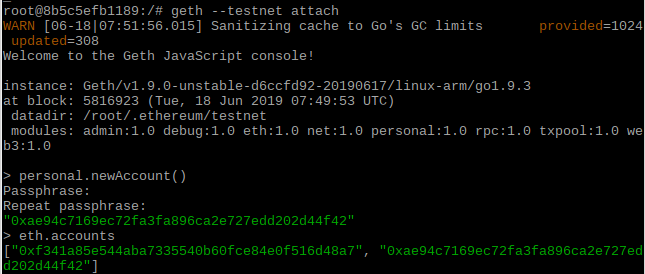 root@8b5c5efb1189:/# geth --testnet attach
WARN [06-18|07:51:56.015] Sanitizing cache to Go's GC limits       provided=1024
 updated=308
Welcome to the Geth JavaScript console!

instance: Geth/v1.9.0-unstable-d6ccfd92-20190617/linux-arm/go1.9.3
at block: 5816923 (Tue, 18 Jun 2019 07:49:53 UTC)
 datadir: /root/.ethereum/testnet
 modules: admin:1.0 debug:1.0 eth:1.0 net:1.0 personal:1.0 rpc:1.0 txpool:1.0 we
b3:1.0

> personal.newAccount()
Passphrase:
Repeat passphrase:
"0xae94c7169ec72fa3fa896ca2e727edd202d44f42"
> eth.accounts
["0xf341a85e544aba7335540b60fce84e0f516d48a7", "0xae94c7169ec72fa3fa896ca2e727ed
d202d44f42"]